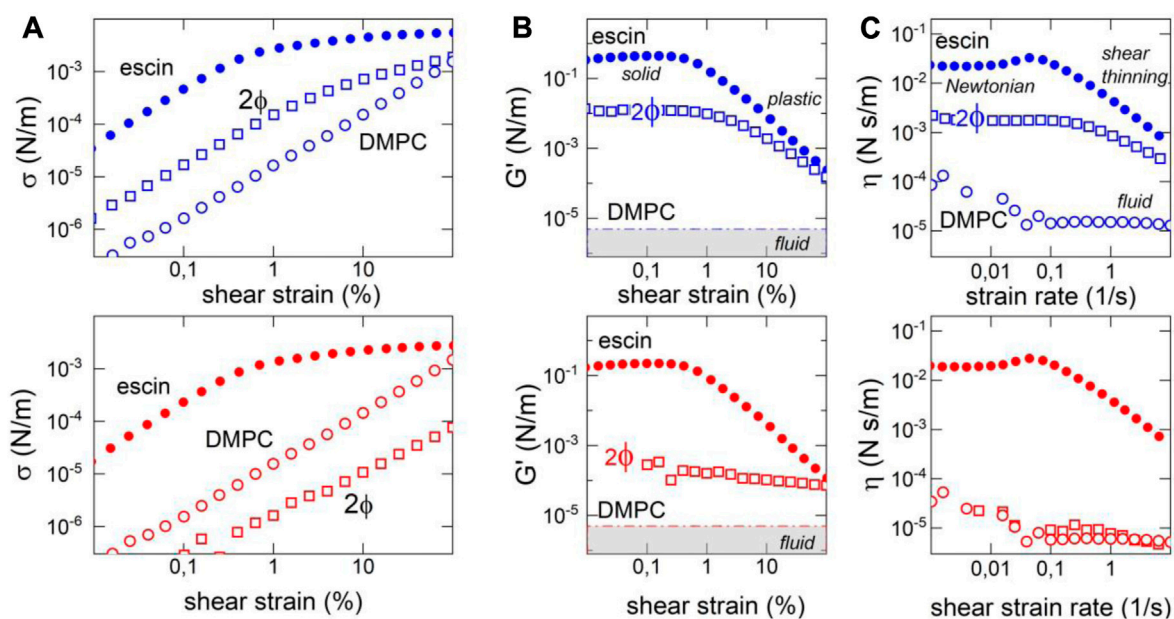 A
B
C
σ (N/m)
10⁻³
10⁻⁴
10⁻⁵
10⁻⁶
escin
2ϕ
DMPC
0,1
1
10
shear strain (%)
G' (N/m)
10⁻¹
10⁻³
10⁻⁵
escin
solid
plastic
2ϕ
DMPC
fluid
0,1
1
10
shear strain (%)
η (N s/m)
10⁻¹
10⁻²
10⁻³
10⁻⁴
10⁻⁵
escin
Newtonian
shear
thinning
2ϕ
DMPC
fluid
0,01
0,1
1
strain rate (1/s)
σ (N/m)
10⁻³
10⁻⁴
10⁻⁵
10⁻⁶
escin
DMPC
2ϕ
0,1
1
10
shear strain (%)
G' (N/m)
10⁻¹
10⁻³
10⁻⁵
escin
2ϕ
DMPC
fluid
0,1
1
10
shear strain (%)
η (N s/m)
10⁻¹
10⁻²
10⁻³
10⁻⁴
10⁻⁵
0,01
0,1
1
shear strain rate (1/s)